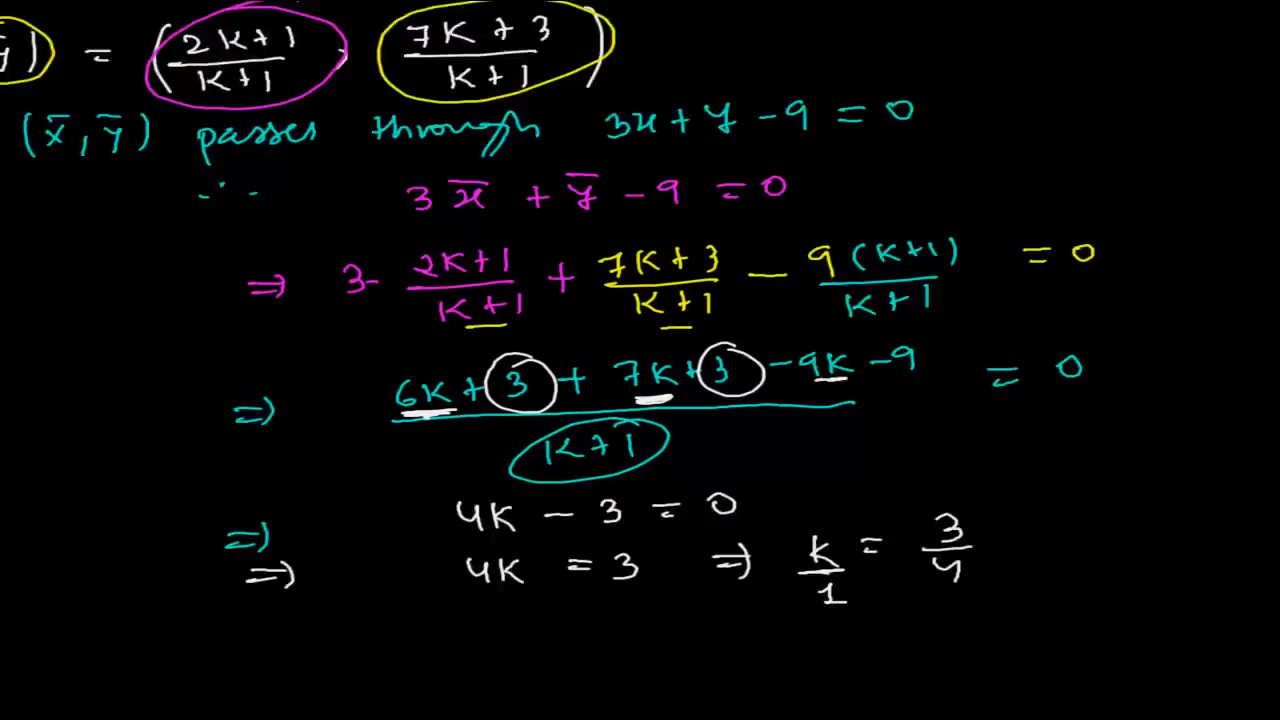 ȳ) = ((2K+1)/(K+1), (7K+3)/(K+1))
(x̄, ȳ) passes through 3x + y - 9 = 0
∴ 3x̄ + ȳ - 9 = 0
⇒ 3· (2K+1)/(K+1) + (7K+3)/(K+1) - 9(K+1)/(K+1) = 0
⇒ (6K + 3 + 7K + 3 - 9K - 9)/(K+1) = 0
⇒ 4K - 3 = 0
⇒ 4K = 3 ⇒ K/1 = 3/4